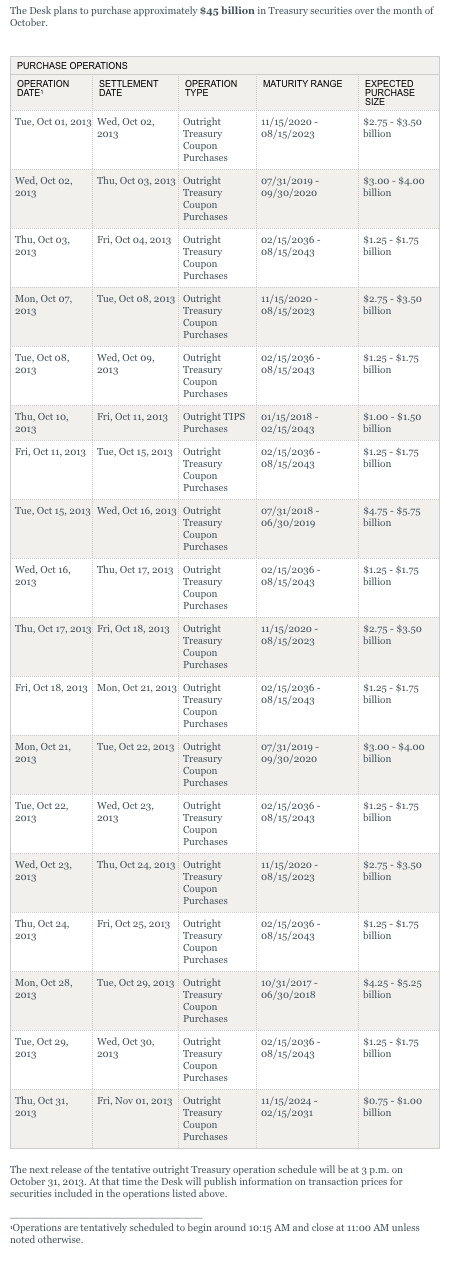 The Desk plans to purchase approximately $45 billion in Treasury securities over the month of
October.
PURCHASE OPERATIONS
OPERATION DATE¹ SETTLEMENT DATE OPERATION TYPE MATURITY RANGE EXPECTED PURCHASE SIZE
Tue, Oct 01, 2013 Wed, Oct 02, 2013 Outright Treasury Coupon Purchases 11/15/2020 - 08/15/2023 $2.75 - $3.50 billion
Wed, Oct 02, 2013 Thu, Oct 03, 2013 Outright Treasury Coupon Purchases 07/31/2019 - 09/30/2020 $3.00 - $4.00 billion
Thu, Oct 03, 2013 Fri, Oct 04, 2013 Outright Treasury Coupon Purchases 02/15/2036 - 08/15/2043 $1.25 - $1.75 billion
Mon, Oct 07, 2013 Tue, Oct 08, 2013 Outright Treasury Coupon Purchases 11/15/2020 - 08/15/2023 $2.75 - $3.50 billion
Tue, Oct 08, 2013 Wed, Oct 09, 2013 Outright Treasury Coupon Purchases 02/15/2036 - 08/15/2043 $1.25 - $1.75 billion
Thu, Oct 10, 2013 Fri, Oct 11, 2013 Outright TIPS Purchases 01/15/2018 - 02/15/2043 $1.00 - $1.50 billion
Fri, Oct 11, 2013 Tue, Oct 15, 2013 Outright Treasury Coupon Purchases 02/15/2036 - 08/15/2043 $1.25 - $1.75 billion
Tue, Oct 15, 2013 Wed, Oct 16, 2013 Outright Treasury Coupon Purchases 07/31/2018 - 06/30/2019 $4.75 - $5.75 billion
Wed, Oct 16, 2013 Thu, Oct 17, 2013 Outright Treasury Coupon Purchases 02/15/2036 - 08/15/2043 $1.25 - $1.75 billion
Thu, Oct 17, 2013 Fri, Oct 18, 2013 Outright Treasury Coupon Purchases 11/15/2020 - 08/15/2023 $2.75 - $3.50 billion
Fri, Oct 18, 2013 Mon, Oct 21, 2013 Outright Treasury Coupon Purchases 02/15/2036 - 08/15/2043 $1.25 - $1.75 billion
Mon, Oct 21, 2013 Tue, Oct 22, 2013 Outright Treasury Coupon Purchases 07/31/2019 - 09/30/2020 $3.00 - $4.00 billion
Tue, Oct 22, 2013 Wed, Oct 23, 2013 Outright Treasury Coupon Purchases 02/15/2036 - 08/15/2043 $1.25 - $1.75 billion
Wed, Oct 23, 2013 Thu, Oct 24, 2013 Outright Treasury Coupon Purchases 11/15/2020 - 08/15/2023 $2.75 - $3.50 billion
Thu, Oct 24, 2013 Fri, Oct 25, 2013 Outright Treasury Coupon Purchases 02/15/2036 - 08/15/2043 $1.25 - $1.75 billion
Mon, Oct 28, 2013 Tue, Oct 29, 2013 Outright Treasury Coupon Purchases 10/31/2017 - 06/30/2018 $4.25 - $5.25 billion
Tue, Oct 29, 2013 Wed, Oct 30, 2013 Outright Treasury Coupon Purchases 02/15/2036 - 08/15/2043 $1.25 - $1.75 billion
Thu, Oct 31, 2013 Fri, Nov 01, 2013 Outright Treasury Coupon Purchases 11/15/2024 - 02/15/2031 $0.75 - $1.00 billion
The next release of the tentative outright Treasury operation schedule will be at 3 p.m. on
October 31, 2013. At that time the Desk will publish information on transaction prices for
securities included in the operations listed above.
¹Operations are tentatively scheduled to begin around 10:15 AM and close at 11:00 AM unless
noted otherwise.